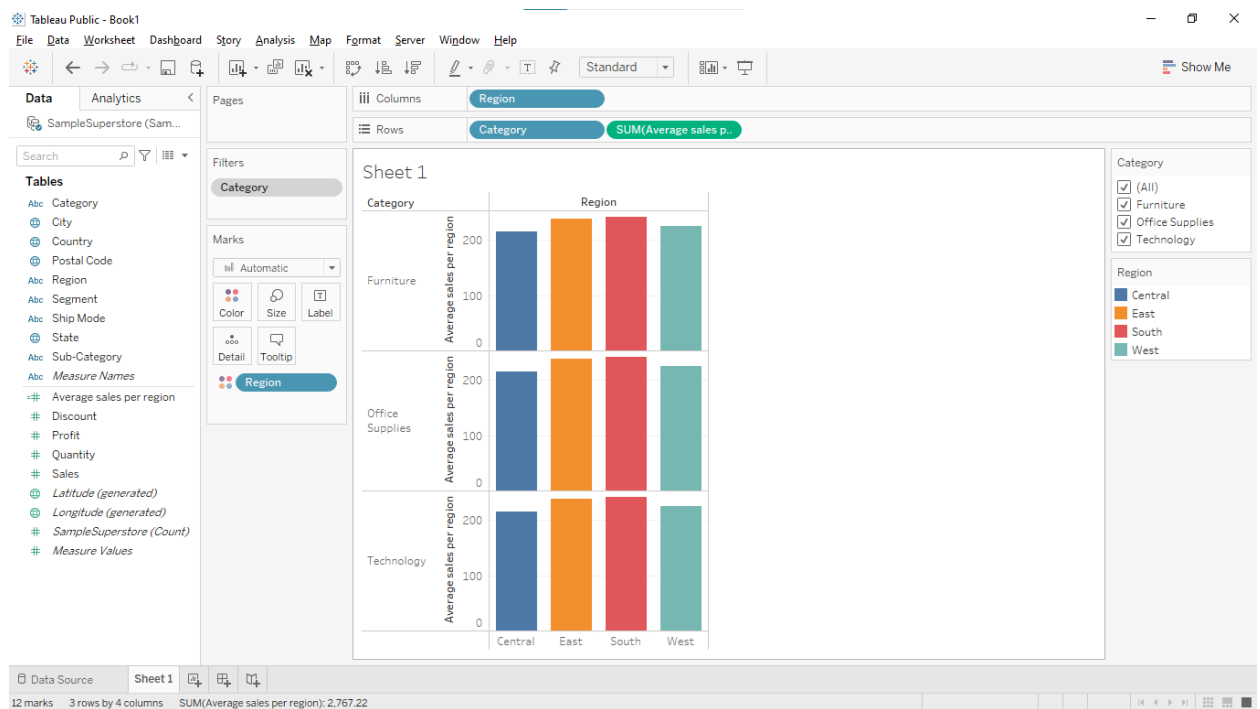 Tableau Public - Book1
File Data Worksheet Dashboard Story Analysis Map Format Server Window Help
Standard
Show Me
Data Analytics
SampleSuperstore (Sam...
Search
Tables
Abc Category
City
Country
Postal Code
Abc Region
Abc Segment
Abc Ship Mode
State
Abc Sub-Category
Abc Measure Names
=# Average sales per region
# Discount
# Profit
# Quantity
# Sales
Latitude (generated)
Longitude (generated)
# SampleSuperstore (Count)
# Measure Values
Pages
Filters
Category
Marks
Automatic
Color Size Label
Detail Tooltip
Region
Columns Region
Rows Category SUM(Average sales p..
Sheet 1
Category Region
Furniture
Average sales per region
200
100
0
Office
Supplies
Average sales per region
200
100
0
Technology
Average sales per region
200
100
0
Central East South West
Category
(All)
Furniture
Office Supplies
Technology
Region
Central
East
South
West
Data Source Sheet 1
12 marks 3 rows by 4 columns SUM(Average sales per region): 2,767.22